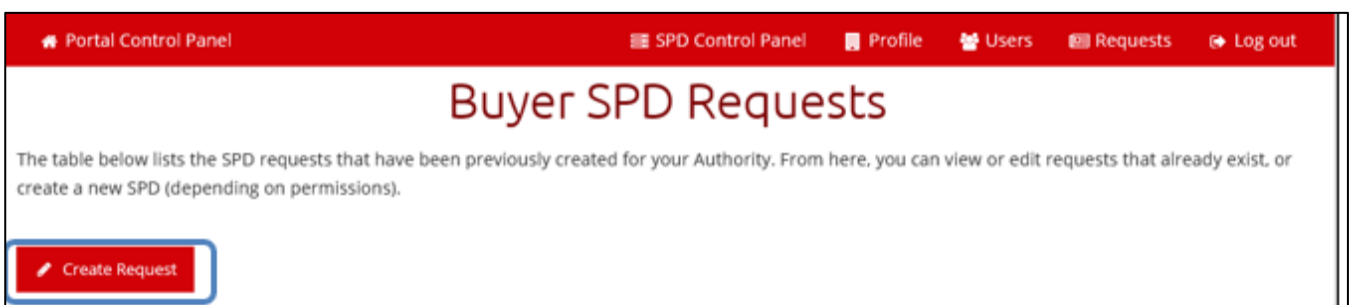 Portal Control Panel SPD Control Panel Profile Users Requests Log out
Buyer SPD Requests
The table below lists the SPD requests that have been previously created for your Authority. From here, you can view or edit requests that already exist, or
create a new SPD (depending on permissions).
Create Request